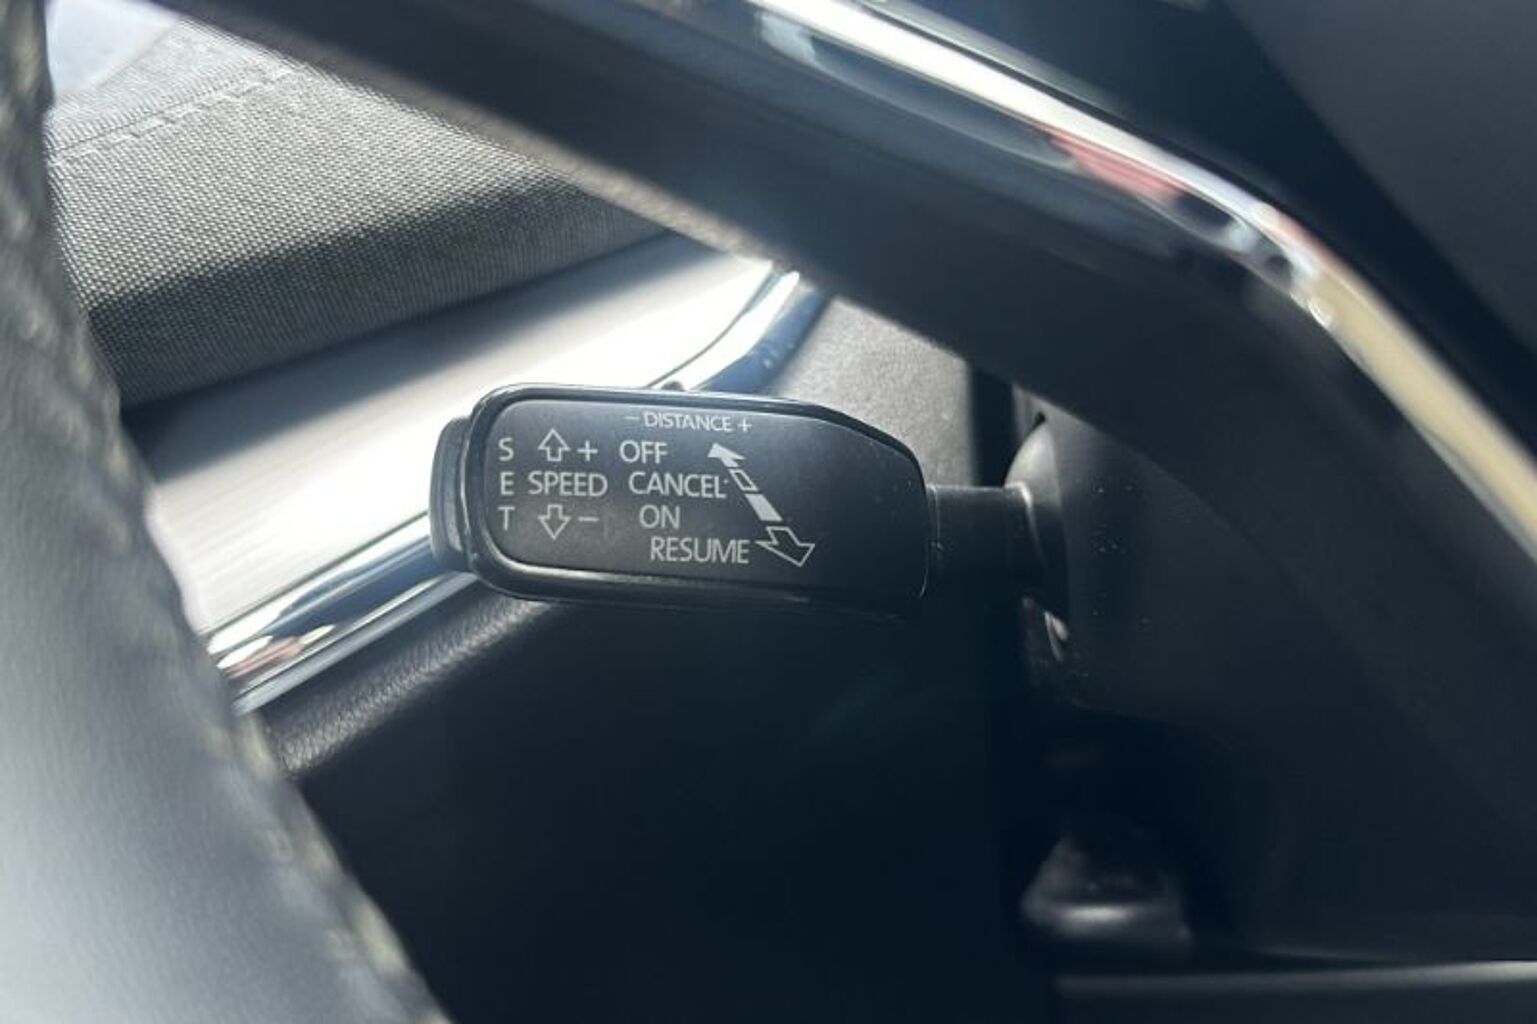 − DISTANCE +
S + OFF
E SPEED CANCEL
T − ON
RESUME